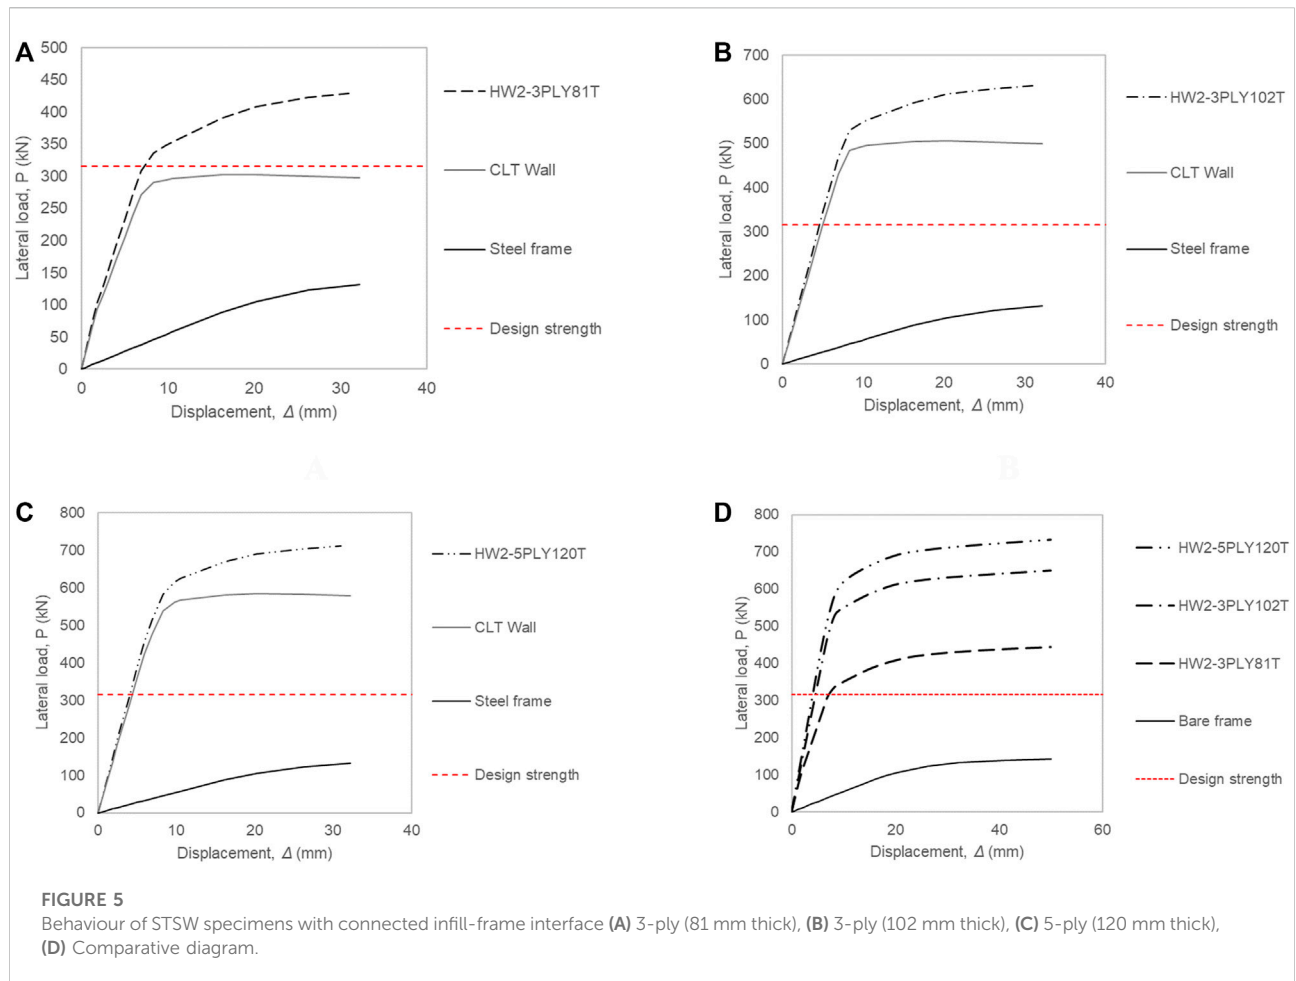 A
500
450
400
350
300
250
200
150
100
50
0
Lateral load, P (kN)
0 10 20 30 40
Displacement, Δ (mm)
HW2-3PLY81T
CLT Wall
Steel frame
Design strength
B
700
600
500
400
300
200
100
0
Lateral load, P (kN)
0 10 20 30 40
Displacement, Δ (mm)
HW2-3PLY102T
CLT Wall
Steel frame
Design strength
A
B
C
800
700
600
500
400
300
200
100
0
Lateral load, P (kN)
0 10 20 30 40
Displacement, Δ (mm)
HW2-5PLY120T
CLT Wall
Steel frame
Design strength
D
800
700
600
500
400
300
200
100
0
Lateral load, P (kN)
0 20 40 60
Displacement, Δ (mm)
HW2-5PLY120T
HW2-3PLY102T
HW2-3PLY81T
Bare frame
Design strength
FIGURE 5
Behaviour of STSW specimens with connected infill-frame interface (A) 3-ply (81 mm thick), (B) 3-ply (102 mm thick), (C) 5-ply (120 mm thick),
(D) Comparative diagram.